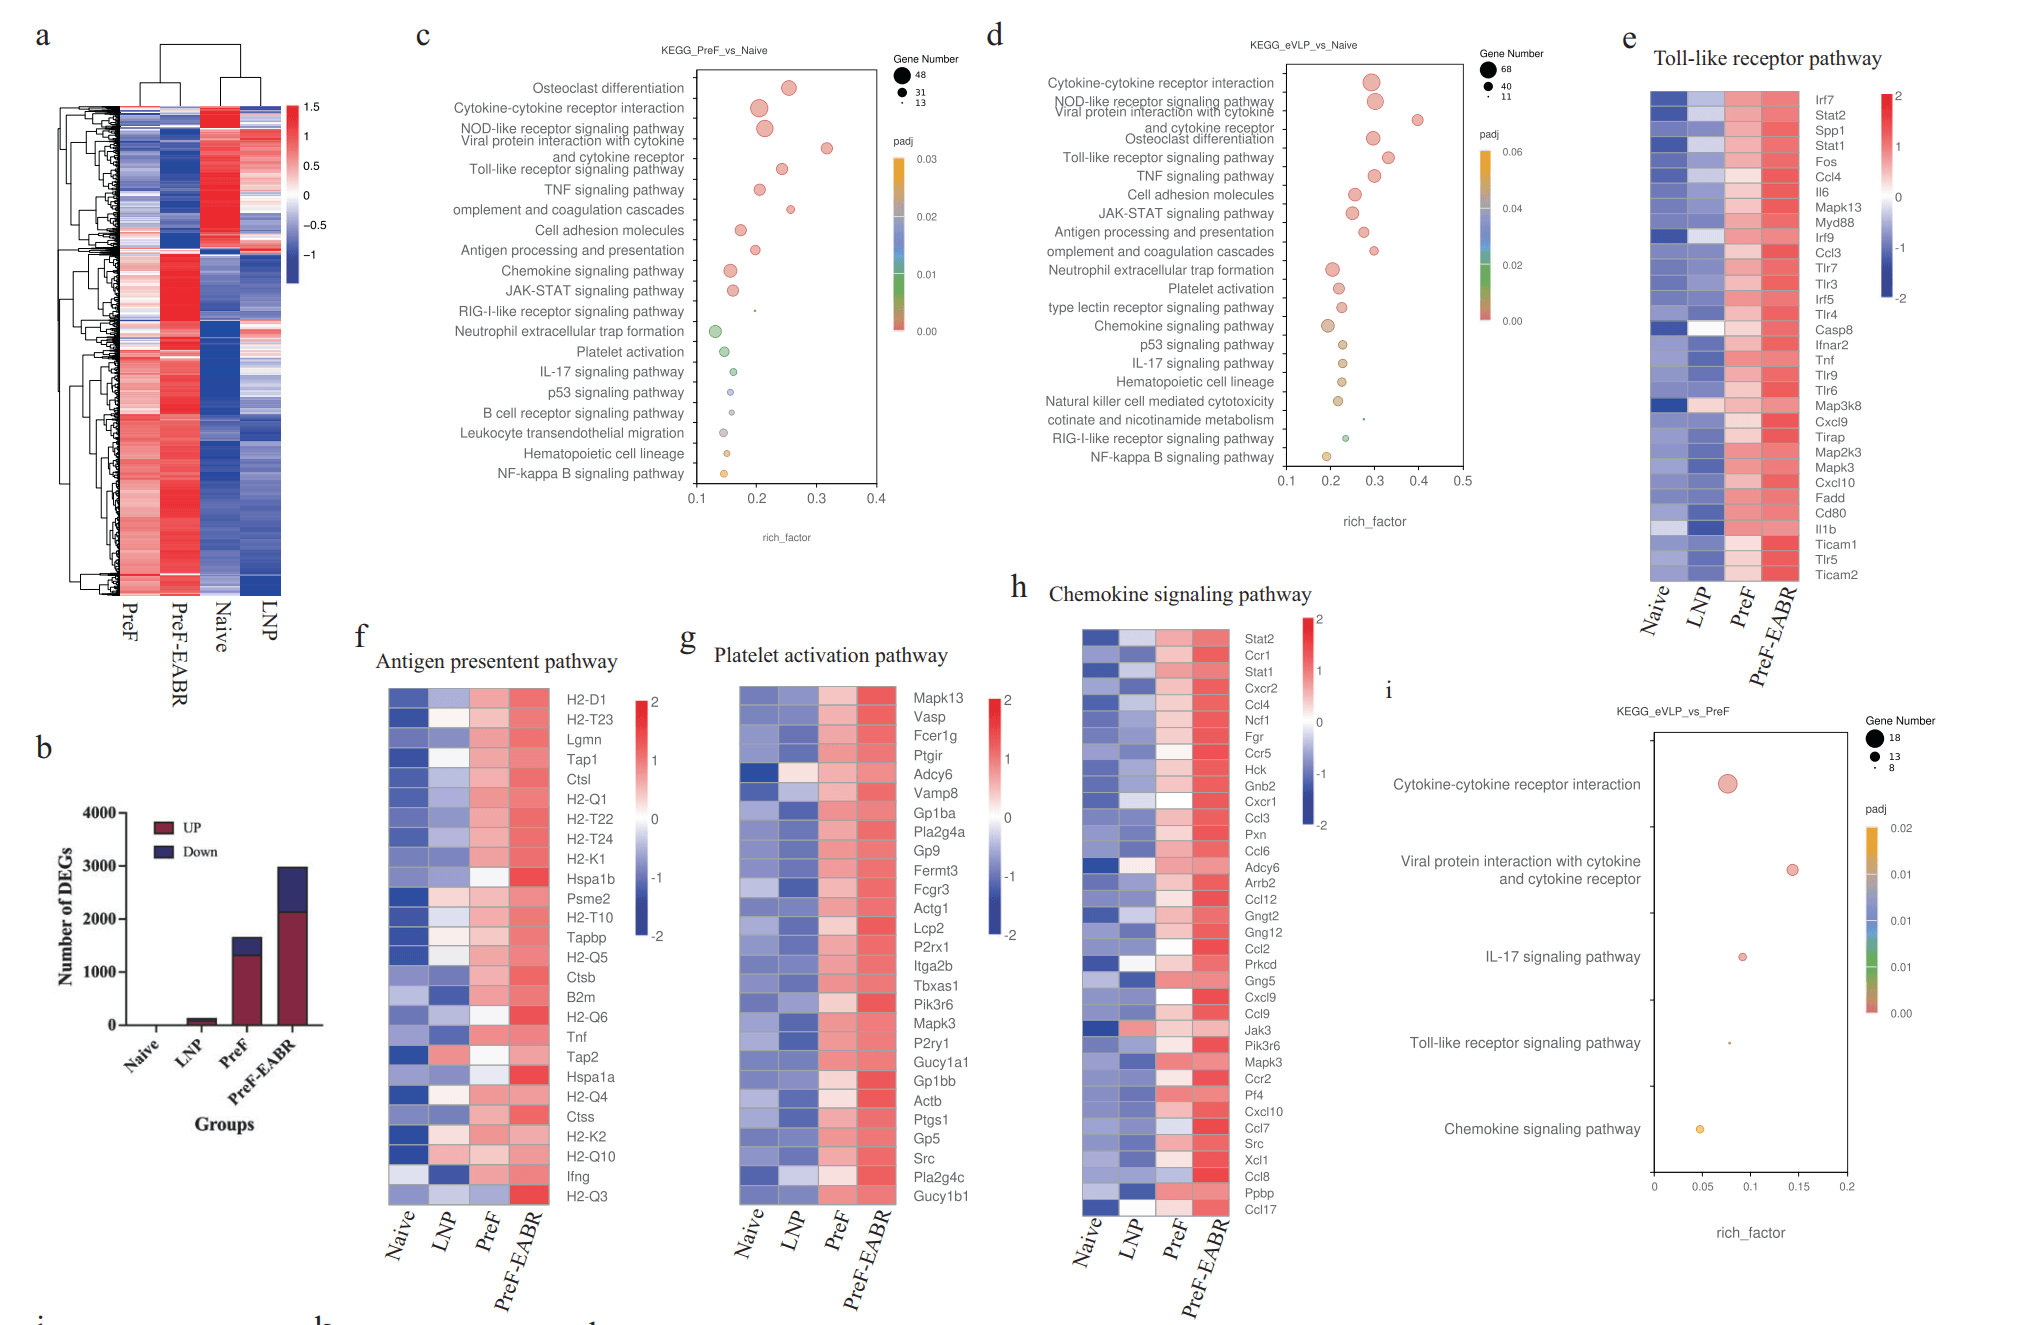 a
1.5
1
0.5
0
−0.5
−1
PreF
PreF-EABR
Naive
LNP
b
4000
3000
2000
1000
0
Number of DEGs
UP
Down
Naive
LNP
PreF
PreF-EABR
Groups
c
KEGG_PreF_vs_Naive
Osteoclast differentiation
Cytokine-cytokine receptor interaction
NOD-like receptor signaling pathway
Viral protein interaction with cytokine
and cytokine receptor
Toll-like receptor signaling pathway
TNF signaling pathway
omplement and coagulation cascades
Cell adhesion molecules
Antigen processing and presentation
Chemokine signaling pathway
JAK-STAT signaling pathway
RIG-I-like receptor signaling pathway
Neutrophil extracellular trap formation
Platelet activation
IL-17 signaling pathway
p53 signaling pathway
B cell receptor signaling pathway
Leukocyte transendothelial migration
Hematopoietic cell lineage
NF-kappa B signaling pathway
0.1 0.2 0.3 0.4
rich_factor
Gene Number
48
31
13
padj
0.03
0.02
0.01
0.00
d
KEGG_eVLP_vs_Naive
Cytokine-cytokine receptor interaction
NOD-like receptor signaling pathway
Viral protein interaction with cytokine
and cytokine receptor
Osteoclast differentiation
Toll-like receptor signaling pathway
TNF signaling pathway
Cell adhesion molecules
JAK-STAT signaling pathway
Antigen processing and presentation
omplement and coagulation cascades
Neutrophil extracellular trap formation
Platelet activation
type lectin receptor signaling pathway
Chemokine signaling pathway
p53 signaling pathway
IL-17 signaling pathway
Hematopoietic cell lineage
Natural killer cell mediated cytotoxicity
cotinate and nicotinamide metabolism
RIG-I-like receptor signaling pathway
NF-kappa B signaling pathway
0.1 0.2 0.3 0.4 0.5
rich_factor
Gene Number
68
40
11
padj
0.06
0.04
0.02
0.00
e
Toll-like receptor pathway
Irf7
Stat2
Spp1
Stat1
Fos
Ccl4
Il6
Mapk13
Myd88
Irf9
Ccl3
Tlr7
Tlr3
Irf5
Tlr4
Casp8
Ifnar2
Tnf
Tlr9
Tlr6
Map3k8
Cxcl9
Tirap
Map2k3
Mapk3
Cxcl10
Fadd
Cd80
Il1b
Ticam1
Tlr5
Ticam2
2
1
0
-1
-2
Naive
LNP
PreF
PreF-EABR
f
Antigen presentent pathway
H2-D1
H2-T23
Lgmn
Tap1
Ctsl
H2-Q1
H2-T22
H2-T24
H2-K1
Hspa1b
Psme2
H2-T10
Tapbp
H2-Q5
Ctsb
B2m
H2-Q6
Tnf
Tap2
Hspa1a
H2-Q4
Ctss
H2-K2
H2-Q10
Ifng
H2-Q3
2
1
0
-1
-2
Naive
LNP
PreF
PreF-EABR
g
Platelet activation pathway
Mapk13
Vasp
Fcer1g
Ptgir
Adcy6
Vamp8
Gp1ba
Pla2g4a
Gp9
Fermt3
Fcgr3
Actg1
Lcp2
P2rx1
Itga2b
Tbxas1
Pik3r6
Mapk3
P2ry1
Gucy1a1
Gp1bb
Actb
Ptgs1
Gp5
Src
Pla2g4c
Gucy1b1
2
1
0
-1
-2
Naive
LNP
PreF
PreF-EABR
h
Chemokine signaling pathway
Stat2
Ccr1
Stat1
Cxcr2
Ccl4
Ncf1
Fgr
Ccr5
Hck
Gnb2
Cxcr1
Ccl3
Pxn
Ccl6
Adcy6
Arrb2
Ccl12
Gngt2
Gng12
Ccl2
Prkcd
Gng5
Cxcl9
Ccl9
Jak3
Pik3r6
Mapk3
Ccr2
Pf4
Cxcl10
Ccl7
Src
Xcl1
Ccl8
Ppbp
Ccl17
2
1
0
-1
-2
Naive
LNP
PreF
PreF-EABR
i
KEGG_eVLP_vs_PreF
Cytokine-cytokine receptor interaction
Viral protein interaction with cytokine
and cytokine receptor
IL-17 signaling pathway
Toll-like receptor signaling pathway
Chemokine signaling pathway
0 0.05 0.1 0.15 0.2
rich_factor
Gene Number
18
13
8
padj
0.02
0.01
0.01
0.01
0.00